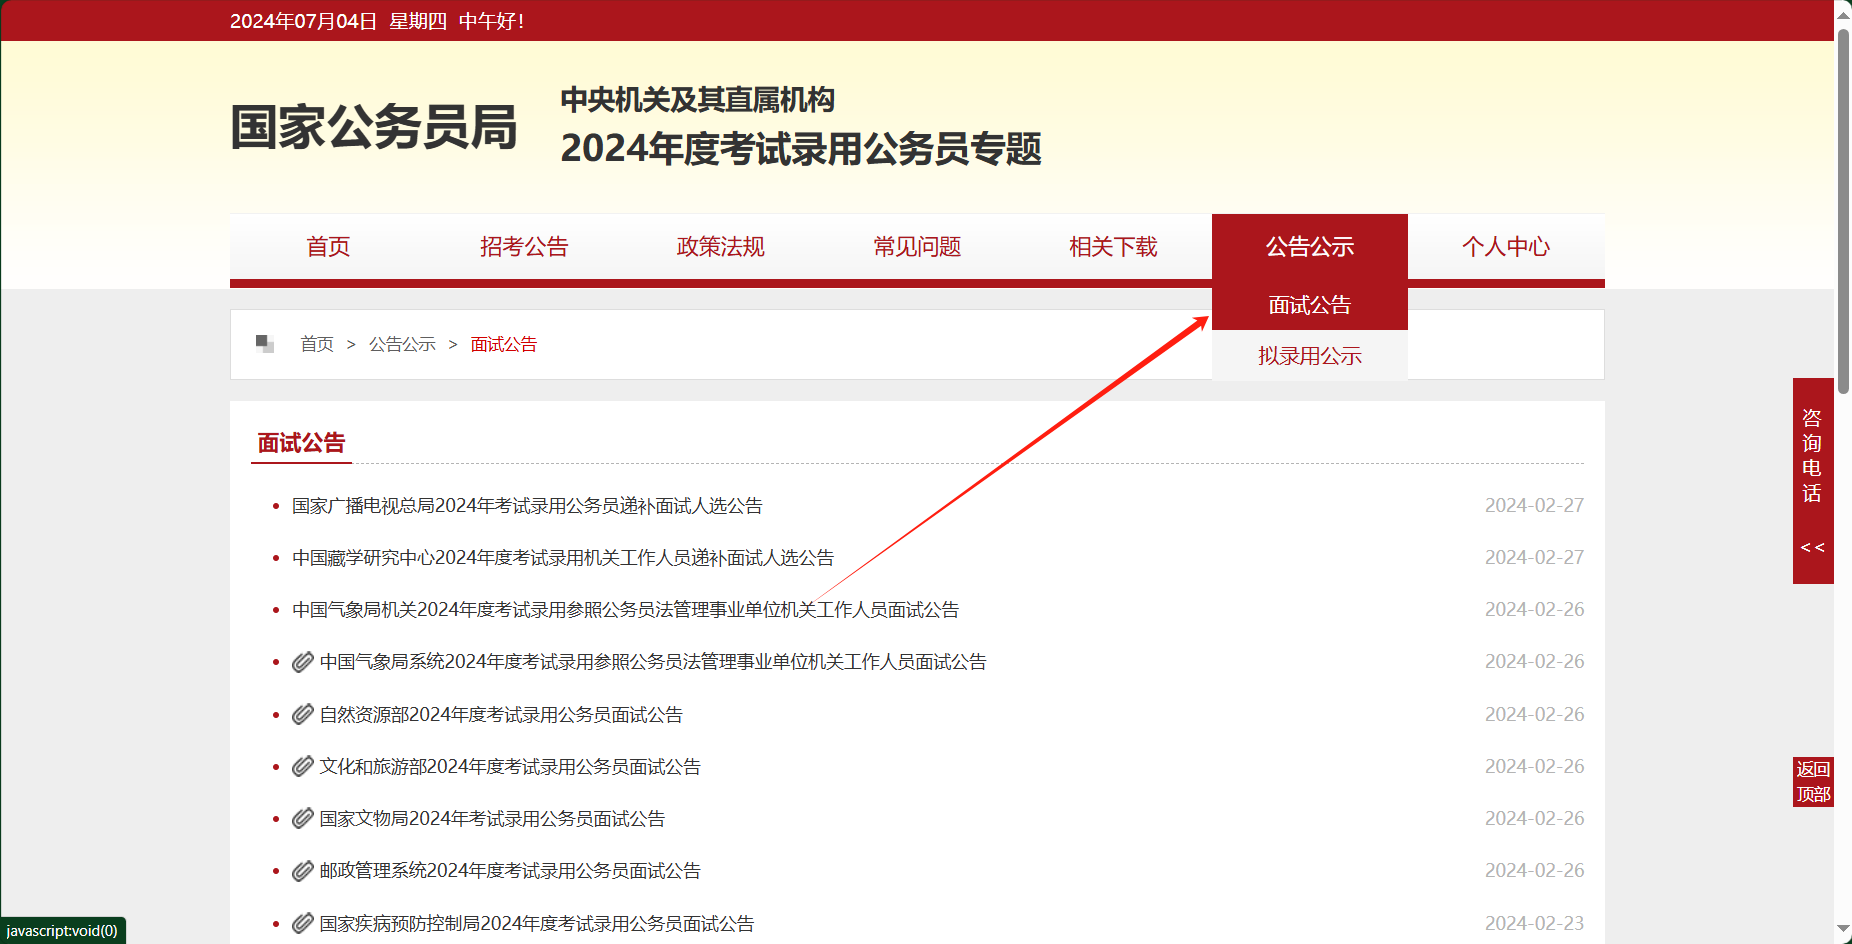 2024年07月04日 星期四 中午好！
国家公务员局
中央机关及其直属机构
2024年度考试录用公务员专题
首页 招考公告 政策法规 常见问题 相关下载 公告公示 个人中心
面试公告
拟录用公示
首页 > 公告公示 > 面试公告
面试公告
国家广播电视总局2024年考试录用公务员递补面试人选公告 2024-02-27
中国藏学研究中心2024年度考试录用机关工作人员递补面试人选公告 2024-02-27
中国气象局机关2024年度考试录用参照公务员法管理事业单位机关工作人员面试公告 2024-02-26
中国气象局系统2024年度考试录用参照公务员法管理事业单位机关工作人员面试公告 2024-02-26
自然资源部2024年度考试录用公务员面试公告 2024-02-26
文化和旅游部2024年度考试录用公务员面试公告 2024-02-26
国家文物局2024年考试录用公务员面试公告 2024-02-26
邮政管理系统2024年度考试录用公务员面试公告 2024-02-26
国家疾病预防控制局2024年度考试录用公务员面试公告 2024-02-23
咨询电话
<<
返回
顶部
javascript:void(0)